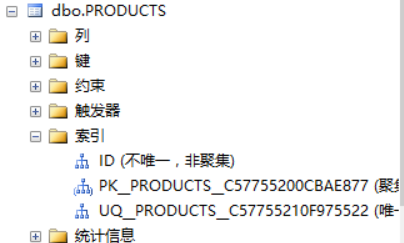 dbo.PRODUCTS
列
键
约束
触发器
索引
ID (不唯一，非聚集)
PK__PRODUCTS__C57755200CBAE877 (聚
UQ__PRODUCTS__C57755210F975522 (唯一
统计信息